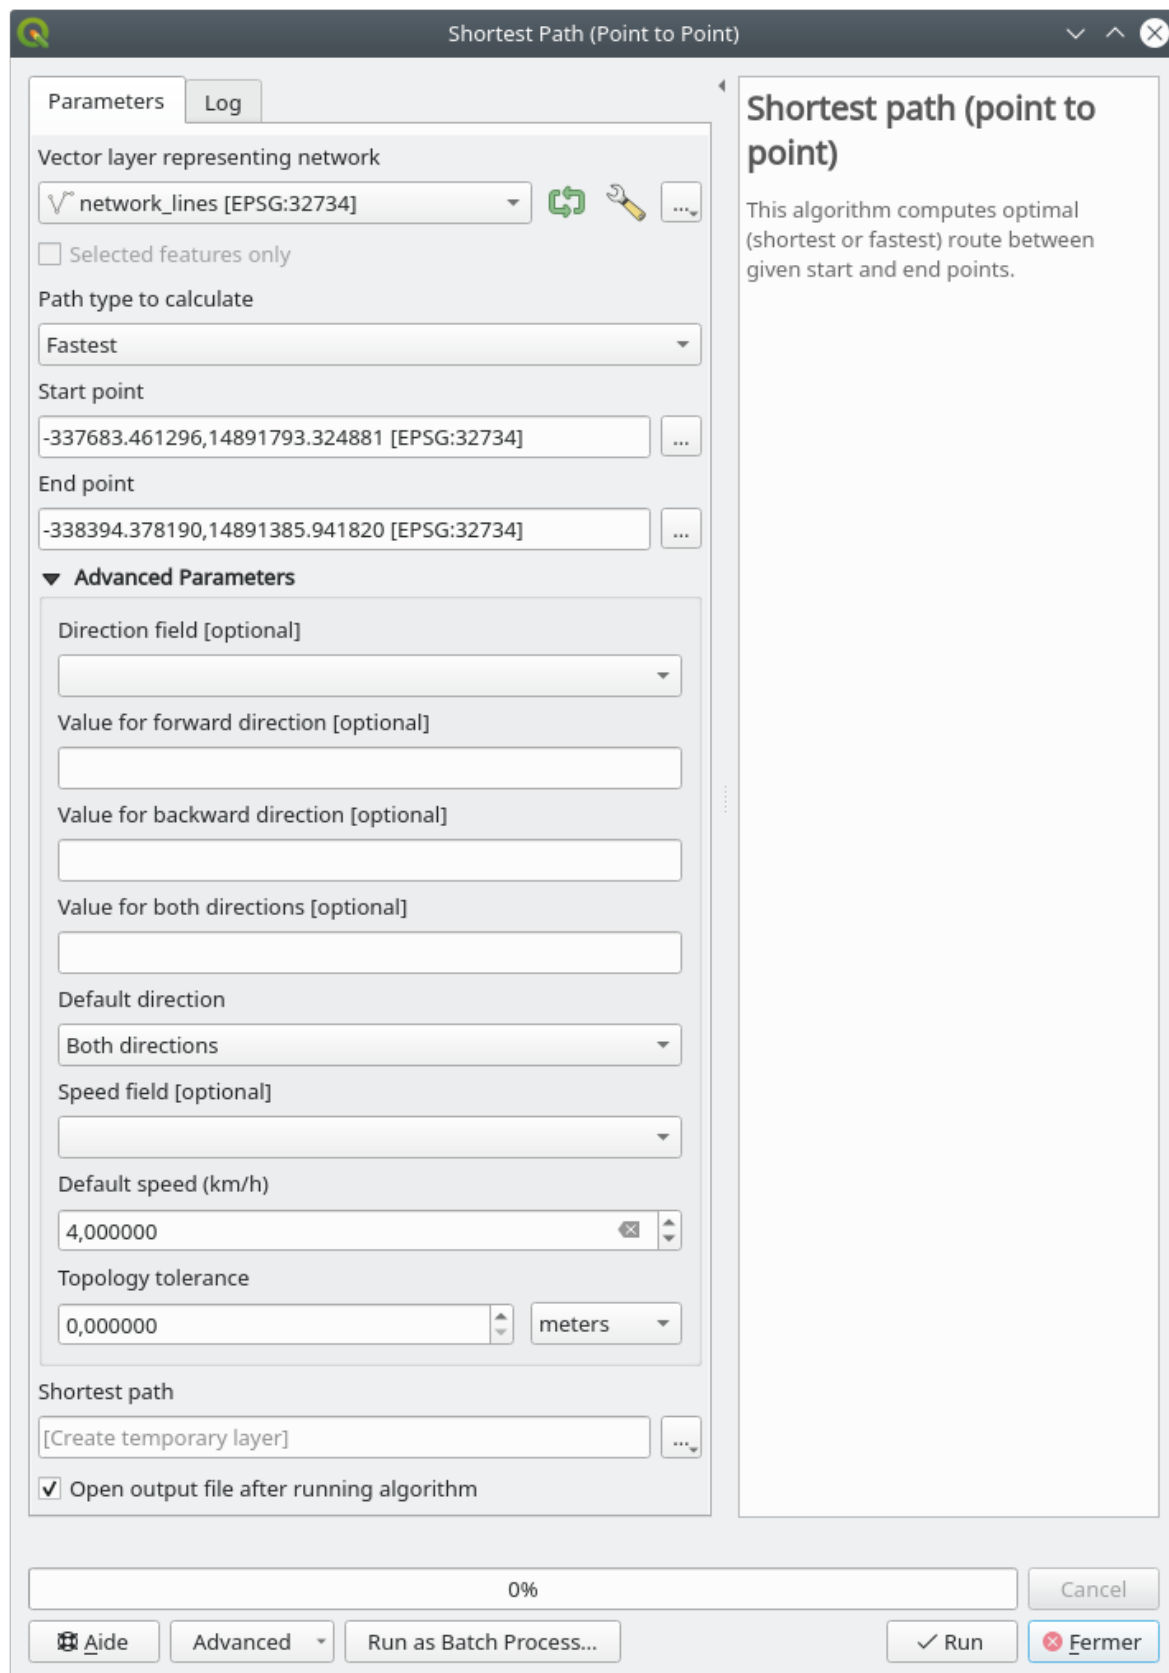 Shortest Path (Point to Point)
Parameters
Log
Vector layer representing network
network_lines [EPSG:32734]
...
Selected features only
Path type to calculate
Fastest
Start point
-337683.461296,14891793.324881 [EPSG:32734]
...
End point
-338394.378190,14891385.941820 [EPSG:32734]
...
Advanced Parameters
Direction field [optional]
Value for forward direction [optional]
Value for backward direction [optional]
Value for both directions [optional]
Default direction
Both directions
Speed field [optional]
Default speed (km/h)
4,000000
Topology tolerance
0,000000
meters
Shortest path
[Create temporary layer]
...
Open output file after running algorithm
Shortest path (point to
point)
This algorithm computes optimal
(shortest or fastest) route between
given start and end points.
0%
Cancel
Aide
Advanced
Run as Batch Process...
Run
Fermer